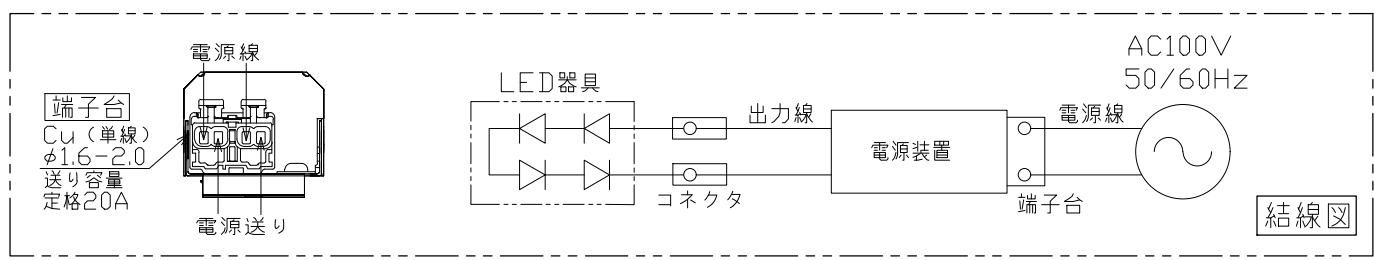 電源線
端子台
Cu（単線）
φ1.6－2.0
送り容量
定格20A
電源送り
LED器具
出力線
コネクタ
電源装置
端子台
電源線
AC100V
50/60Hz
結線図